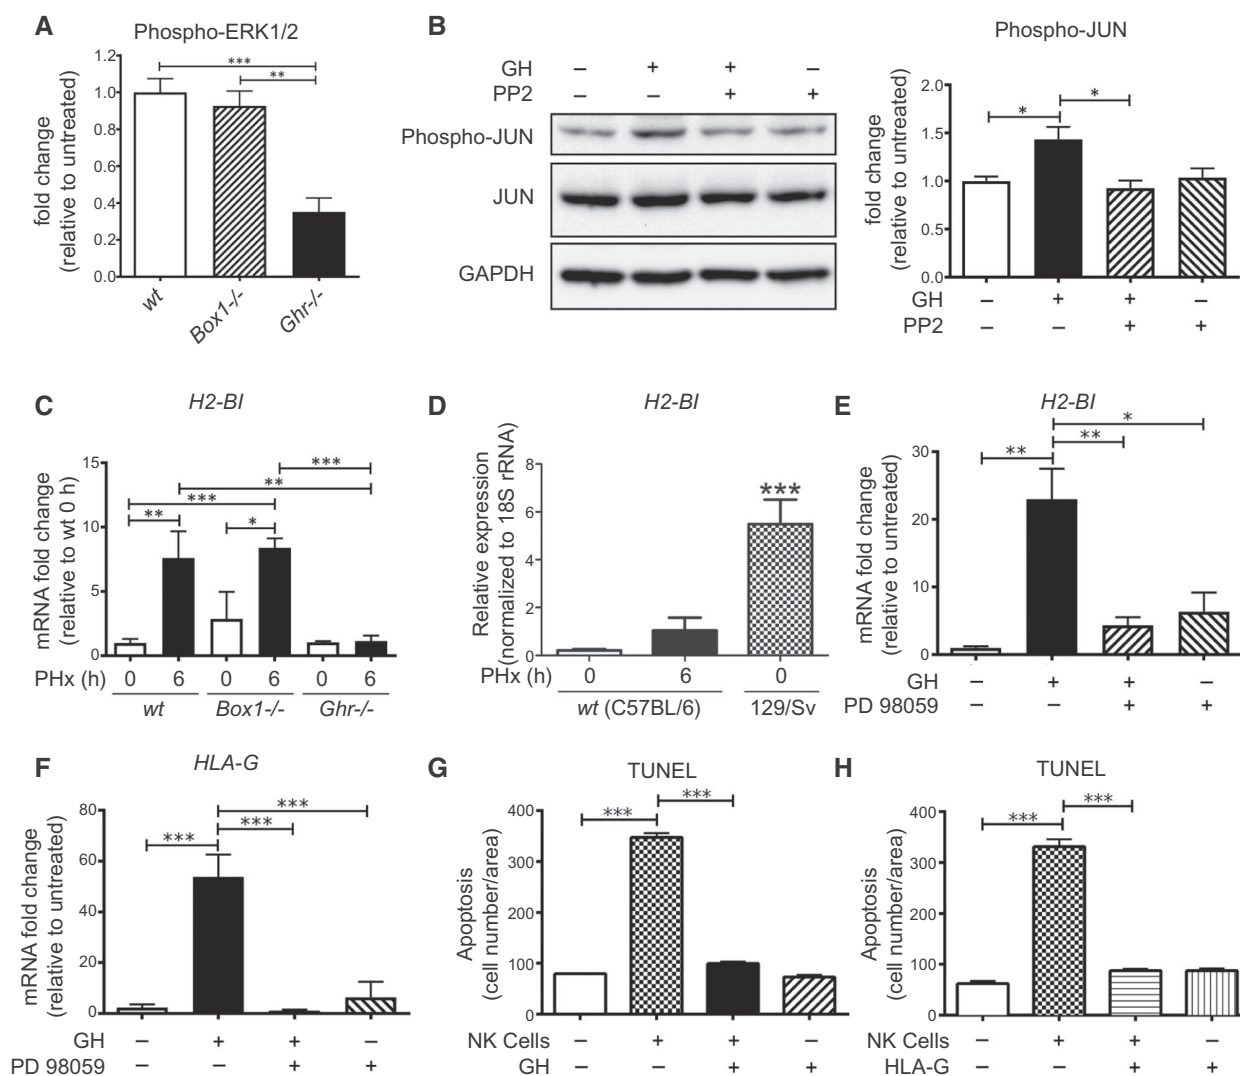 A
Phospho-ERK1/2
fold change
(relative to untreated)
1.2
1.0
0.8
0.6
0.4
0.2
0.0
***
**
wt
Box1-/-
Ghr-/-
B
GH – + + –
PP2 – – + +
Phospho-JUN
JUN
GAPDH
Phospho-JUN
fold change
(relative to untreated)
2.0
1.5
1.0
0.5
0.0
*
*
GH – + + –
PP2 – – + +
C
H2-BI
mRNA fold change
(relative to wt 0 h)
15
10
5
0
***
**
***
**
*
PHx (h) 0 6 0 6 0 6
wt Box1-/- Ghr-/-
D
H2-BI
Relative expression
(normalized to 18S rRNA)
8
6
4
2
0
***
PHx (h) 0 6 0
wt (C57BL/6) 129/Sv
E
H2-BI
mRNA fold change
(relative to untreated)
30
20
10
0
*
**
**
GH – + + –
PD 98059 – – + +
F
HLA-G
mRNA fold change
(relative to untreated)
80
60
40
20
0
***
***
***
GH – + + –
PD 98059 – – + +
G
TUNEL
Apoptosis
(cell number/area)
400
300
200
100
0
***
***
NK Cells – + + –
GH – – + +
H
TUNEL
Apoptosis
(cell number/area)
400
300
200
100
0
***
***
NK Cells – + + –
HLA-G – – + +